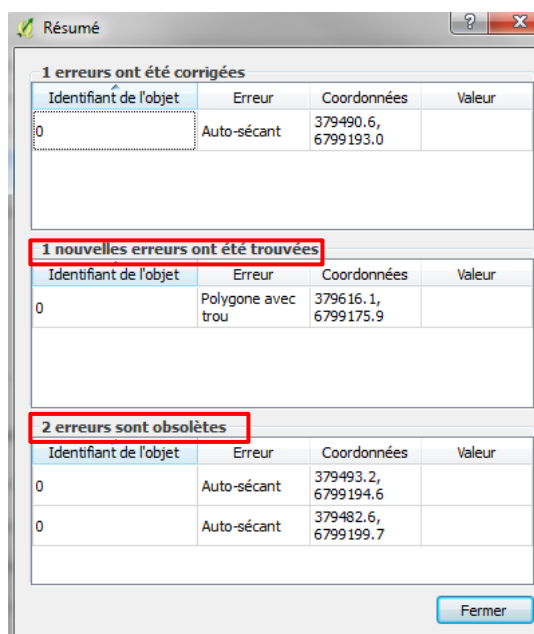 Résumé
?
X
1 erreurs ont été corrigées
Identifiant de l'objet Erreur Coordonnées Valeur
0 Auto-sécant 379490.6,
6799193.0
1 nouvelles erreurs ont été trouvées
Identifiant de l'objet Erreur Coordonnées Valeur
0 Polygone avec 379616.1,
trou 6799175.9
2 erreurs sont obsolètes
Identifiant de l'objet Erreur Coordonnées Valeur
0 Auto-sécant 379493.2,
6799194.6
0 Auto-sécant 379482.6,
6799199.7
Fermer